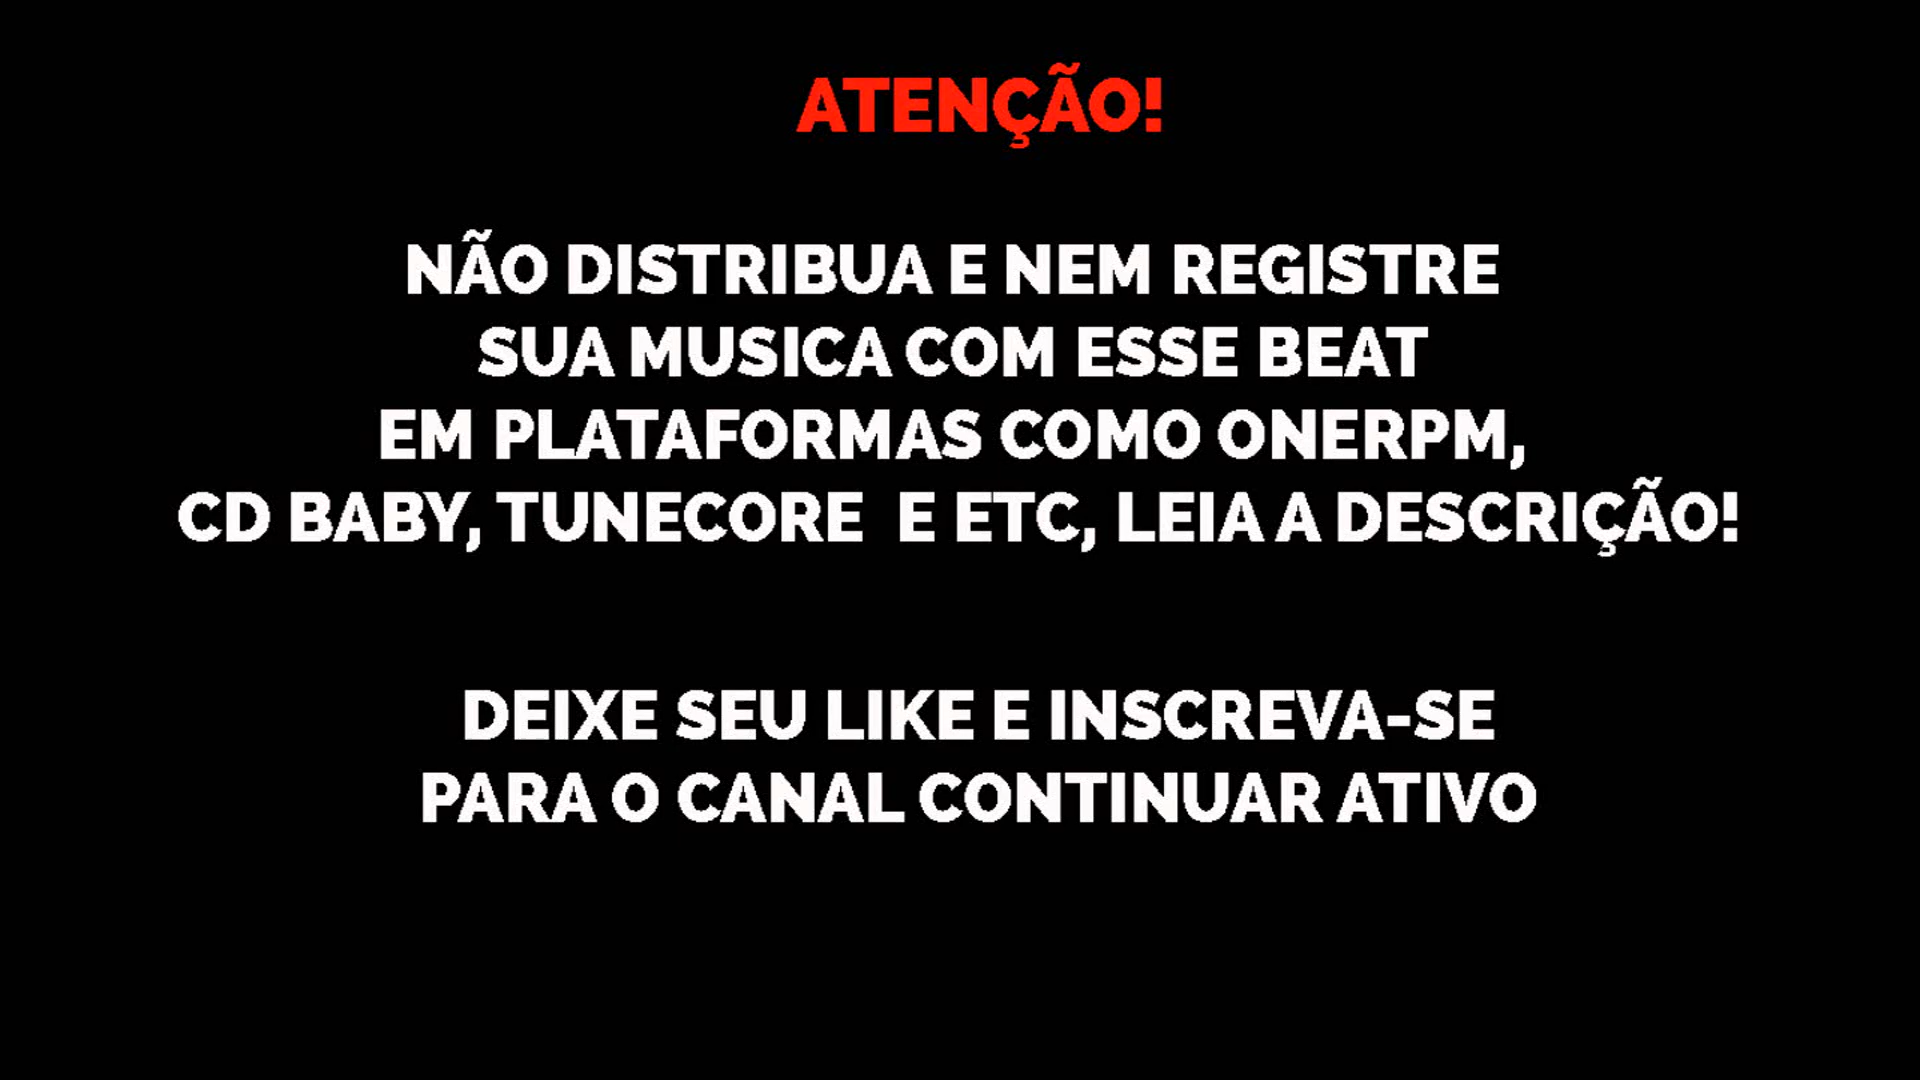 ATENÇÃO!
NÃO DISTRIBUA E NEM REGISTRE
SUA MUSICA COM ESSE BEAT
EM PLATAFORMAS COMO ONERPM,
CD BABY, TUNECORE E ETC, LEIA A DESCRIÇÃO!
DEIXE SEU LIKE E INSCREVA-SE
PARA O CANAL CONTINUAR ATIVO